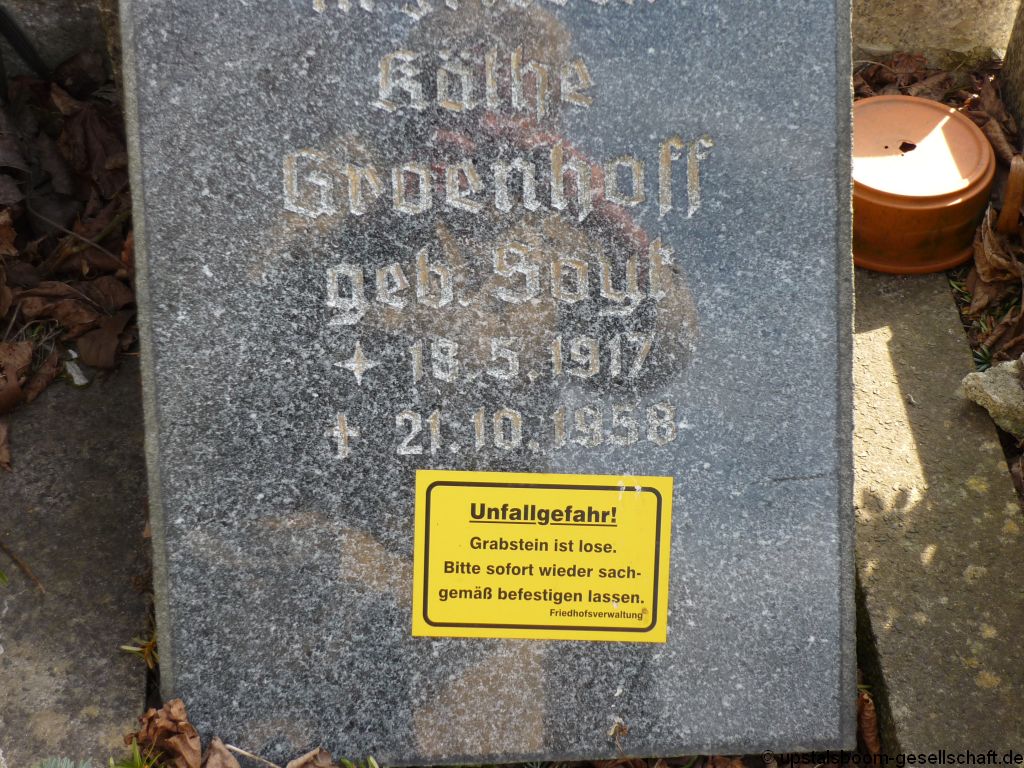 Käthe
Groenhoff
geb. Soyt
18.5.1917
† 21.10.1958
Unfallgefahr!
Grabstein ist lose.
Bitte sofort wieder sach-
gemäß befestigen lassen.
Friedhofsverwaltung
© upstalsboom-gesellschaft.de